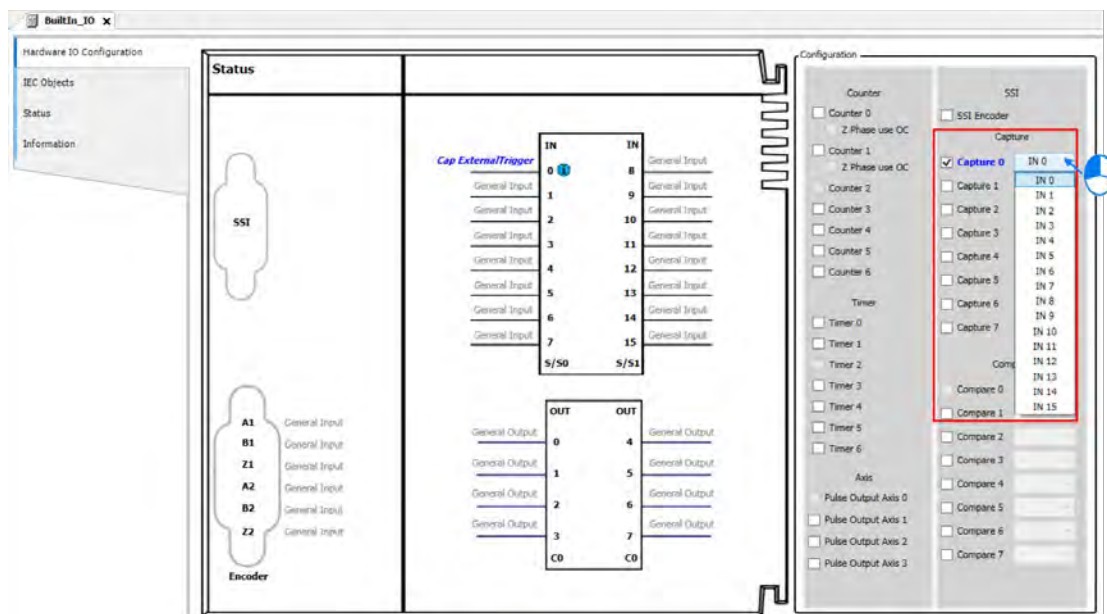 BuiltIn_IO x
Hardware IO Configuration
IEC Objects
Status
Information
Status
SSI
A1 General Input
B1 General Input
Z1 General Input
A2 General Input
B2 General Input
Z2 General Input
Encoder
IN IN
Cap ExternalTrigger 0 8 General Input
General Input 1 9 General Input
General Input 2 10 General Input
General Input 3 11 General Input
General Input 4 12 General Input
General Input 5 13 General Input
General Input 6 14 General Input
General Input 7 15 General Input
S/S0 S/S1
OUT OUT
General Output 0 4 General Output
General Output 1 5 General Output
General Output 2 6 General Output
General Output 3 7 General Output
C0 C0
Configuration
Counter
Counter 0
Z Phase use OC
Counter 1
Z Phase use OC
Counter 2
Counter 3
Counter 4
Counter 5
Counter 6
Timer
Timer 0
Timer 1
Timer 2
Timer 3
Timer 4
Timer 5
Timer 6
Axis
Pulse Output Axis 0
Pulse Output Axis 1
Pulse Output Axis 2
Pulse Output Axis 3
SSI
SSI Encoder
Capture
Capture 0 IN 0
Capture 1
Capture 2
Capture 3
Capture 4
Capture 5
Capture 6
Capture 7
IN 0
IN 1
IN 2
IN 3
IN 4
IN 5
IN 6
IN 7
IN 8
IN 9
IN 10
IN 11
IN 12
IN 13
IN 14
IN 15
Com
Compare 0
Compare 1
Compare 2
Compare 3
Compare 4
Compare 5
Compare 6
Compare 7